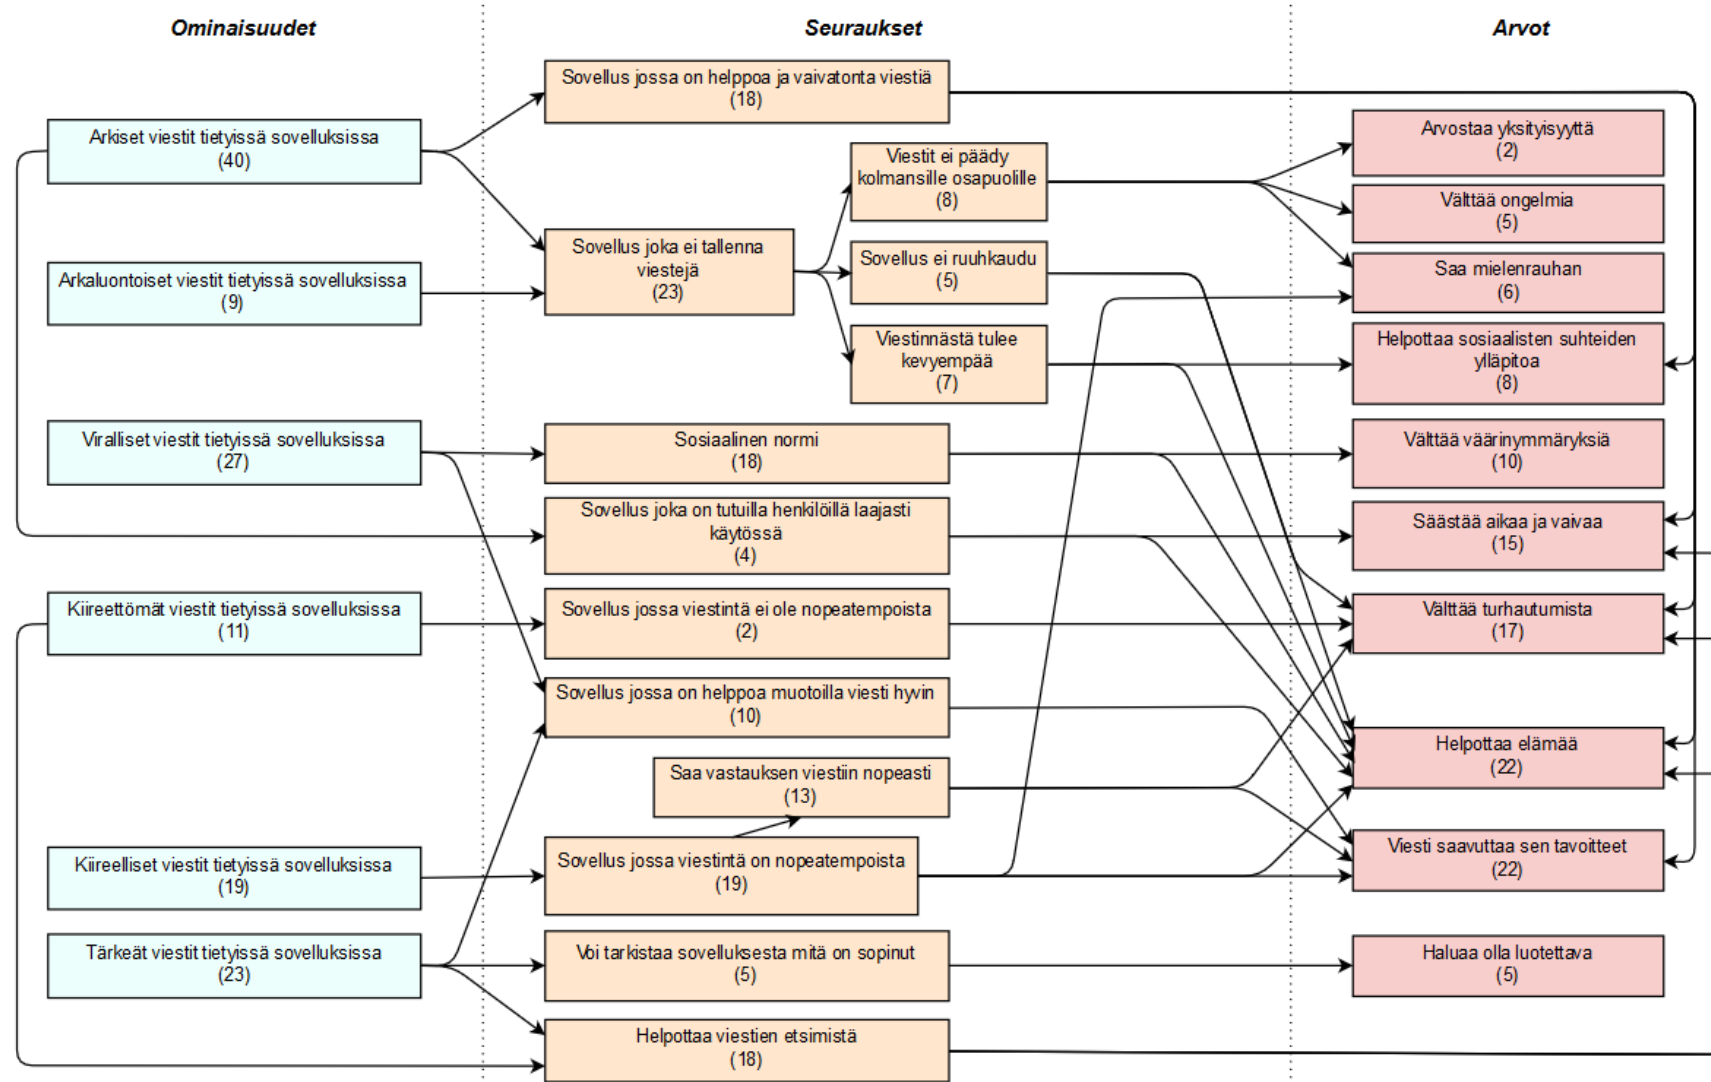 Ominaisuudet
Seuraukset
Arvot
Arkiset viestit tietyissä sovelluksissa
(40)
Arkaluontoiset viestit tietyissä sovelluksissa
(9)
Viralliset viestit tietyissä sovelluksissa
(27)
Kiireettömät viestit tietyissä sovelluksissa
(11)
Kiireelliset viestit tietyissä sovelluksissa
(19)
Tärkeät viestit tietyissä sovelluksissa
(23)
Sovellus jossa on helppoa ja vaivatonta viestiä
(18)
Sovellus joka ei tallenna
viestejä
(23)
Viestit ei päädy
kolmansille osapuolille
(8)
Sovellus ei ruuhkaudu
(5)
Viestinnästä tulee
kevyempää
(7)
Sosiaalinen normi
(18)
Sovellus joka on tutuilla henkilöillä laajasti
käytössä
(4)
Sovellus jossa viestintä ei ole nopeatempoista
(2)
Sovellus jossa on helppoa muotoilla viesti hyvin
(10)
Saa vastauksen viestiin nopeasti
(13)
Sovellus jossa viestintä on nopeatempoista
(19)
Voi tarkistaa sovelluksesta mitä on sopinut
(5)
Helpottaa viestien etsimistä
(18)
Arvostaa yksityisyyttä
(2)
Välttää ongelmia
(5)
Saa mielenrauhan
(6)
Helpottaa sosiaalisten suhteiden
ylläpitoa
(8)
Välttää väärinymmäryksiä
(10)
Säästää aikaa ja vaivaa
(15)
Välttää turhautumista
(17)
Helpottaa elämää
(22)
Viesti saavuttaa sen tavoitteet
(22)
Haluaa olla luotettava
(5)